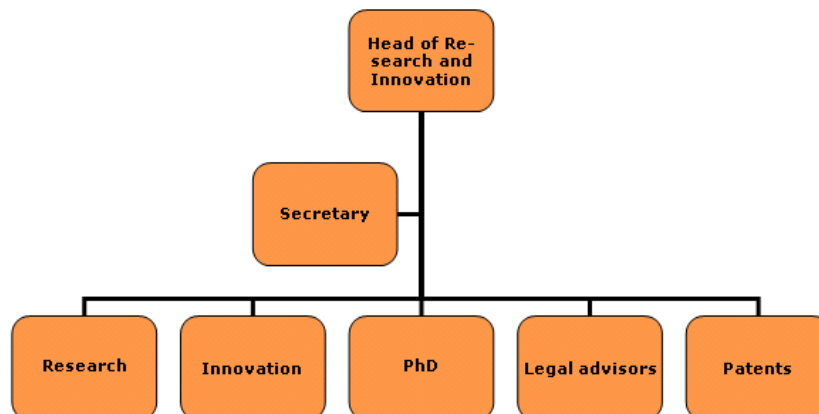 Head of Re-
search and
Innovation
Secretary
Research
Innovation
PhD
Legal advisors
Patents